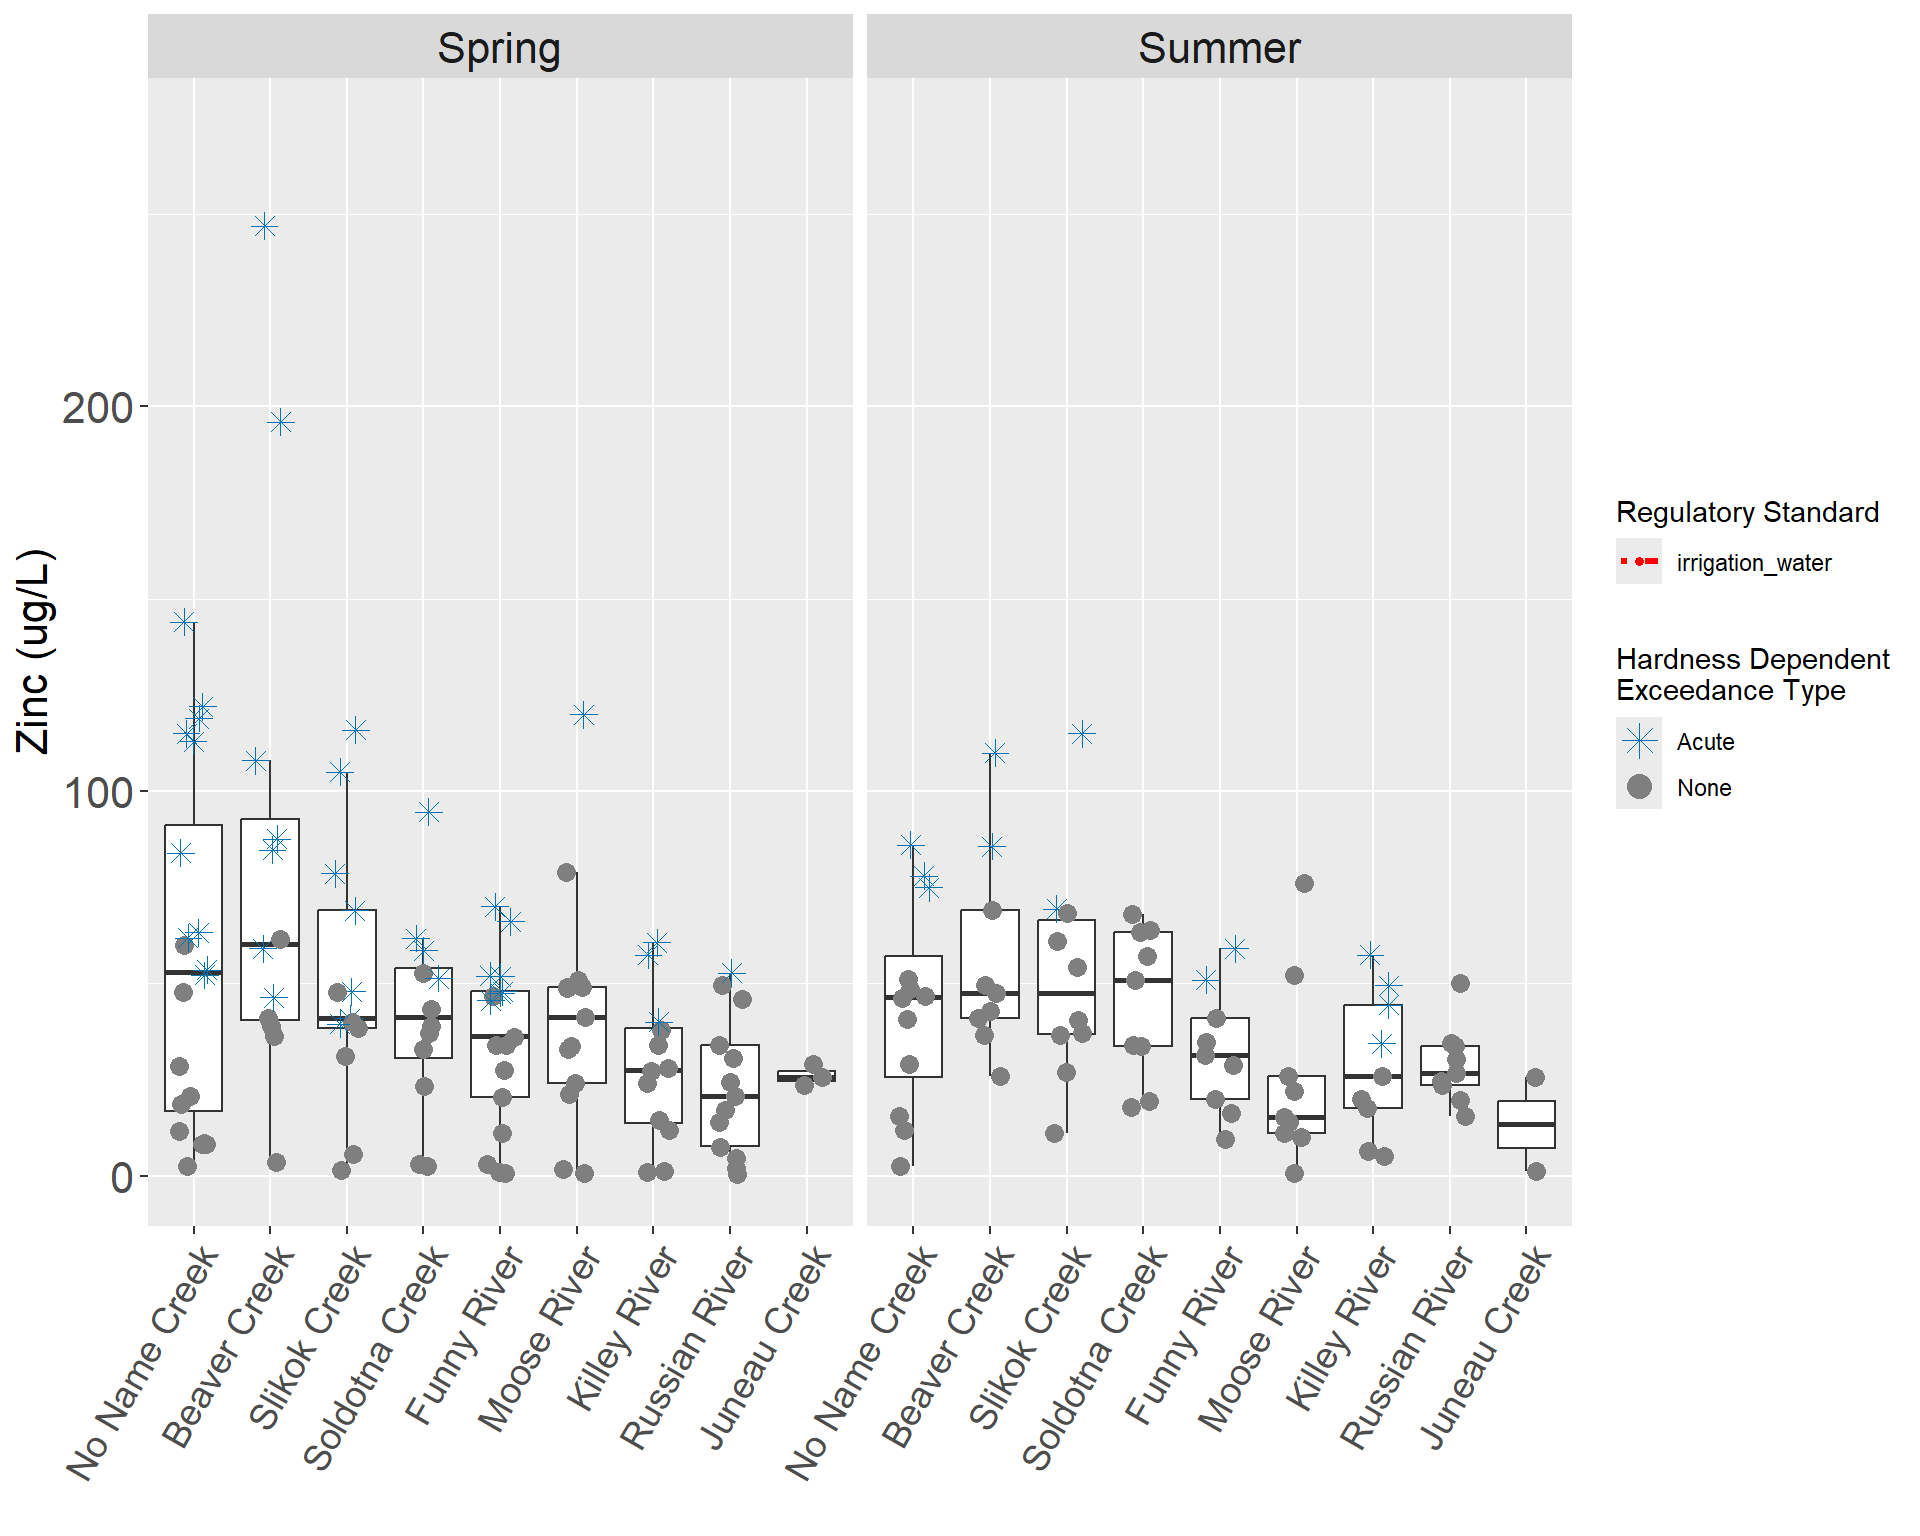 Spring
Summer
Zinc (ug/L)
200
100
0
No Name Creek
Beaver Creek
Slikok Creek
Soldotna Creek
Funny River
Moose River
Killey River
Russian River
Juneau Creek
No Name Creek
Beaver Creek
Slikok Creek
Soldotna Creek
Funny River
Moose River
Killey River
Russian River
Juneau Creek
Regulatory Standard
irrigation_water
Hardness Dependent
Exceedance Type
Acute
None